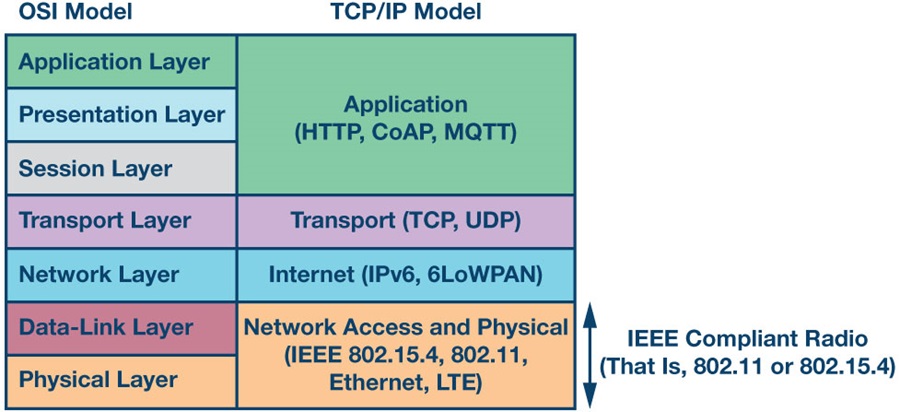 OSI Model
TCP/IP Model
Application Layer
Presentation Layer
Session Layer
Application
(HTTP, CoAP, MQTT)
Transport Layer
Transport (TCP, UDP)
Network Layer
Internet (IPv6, 6LoWPAN)
Data-Link Layer
Physical Layer
Network Access and Physical
(IEEE 802.15.4, 802.11,
Ethernet, LTE)
IEEE Compliant Radio
(That Is, 802.11 or 802.15.4)